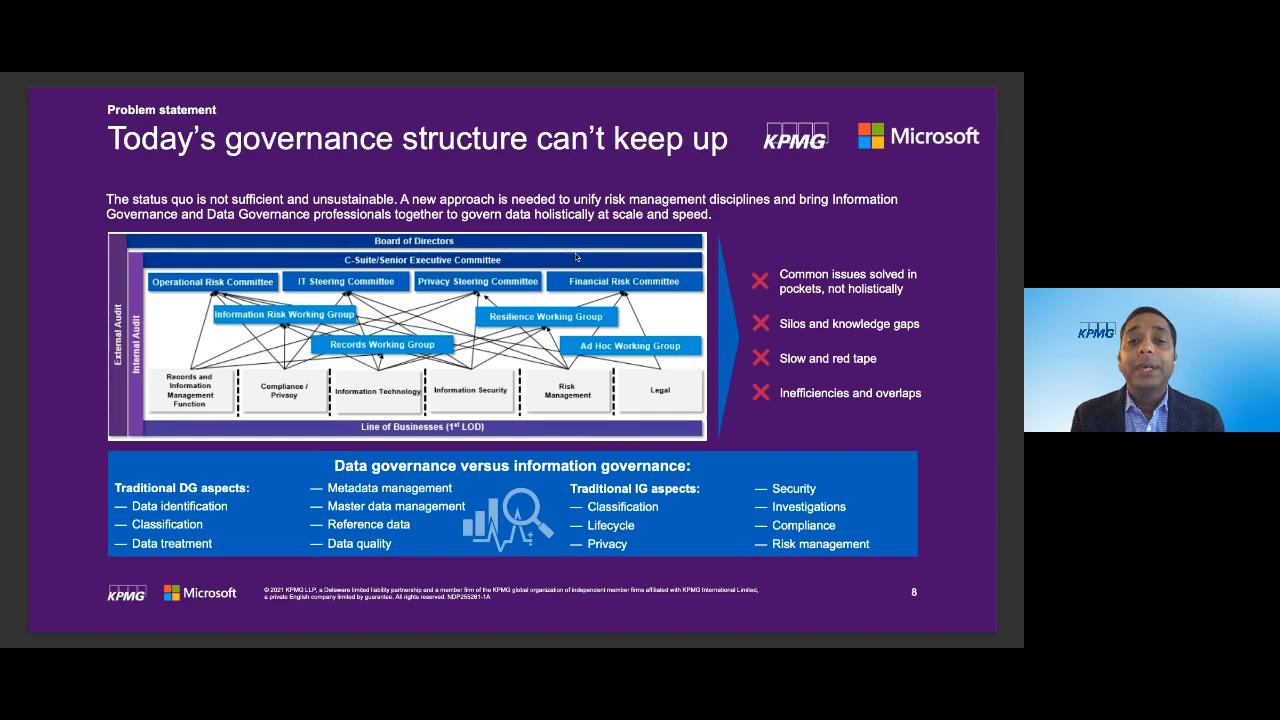 Problem statement
Today's governance structure can't keep up
KPMG
Microsoft
The status quo is not sufficient and unsustainable. A new approach is needed to unify risk management disciplines and bring Information
Governance and Data Governance professionals together to govern data holistically at scale and speed.
External Audit
Internal Audit
Board of Directors
C-Suite/Senior Executive Committee
Operational Risk Committee
IT Steering Committee
Privacy Steering Committee
Financial Risk Committee
Information Risk Working Group
Resilience Working Group
Records Working Group
Ad Hoc Working Group
Records and
Information
Management
Function
Compliance /
Privacy
Information Technology
Information Security
Risk
Management
Legal
Line of Businesses (1st LOD)
Common issues solved in
pockets, not holistically
Silos and knowledge gaps
Slow and red tape
Inefficiencies and overlaps
KPMG
Data governance versus information governance:
Traditional DG aspects:
— Data identification
— Classification
— Data treatment
— Metadata management
— Master data management
— Reference data
— Data quality
Traditional IG aspects:
— Classification
— Lifecycle
— Privacy
— Security
— Investigations
— Compliance
— Risk management
KPMG
Microsoft
© 2021 KPMG LLP, a Delaware limited liability partnership and a member firm of the KPMG global organization of independent member firms affiliated with KPMG International Limited,
a private English company limited by guarantee. All rights reserved. NDP255261-1A
8